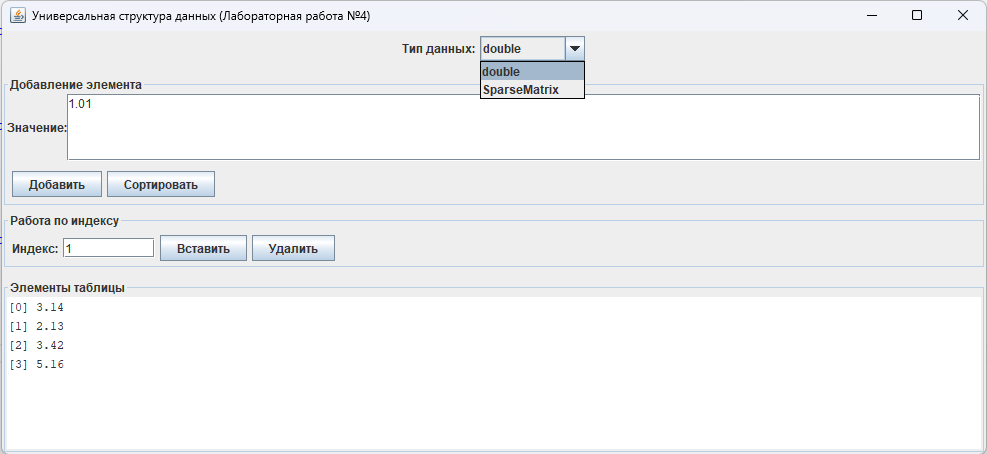 Универсальная структура данных (Лабораторная работа №4)
Тип данных: double
double
SparseMatrix
Добавление элемента
Значение: 1.01
Добавить Сортировать
Работа по индексу
Индекс: 1 Вставить Удалить
Элементы таблицы
[0] 3.14
[1] 2.13
[2] 3.42
[3] 5.16